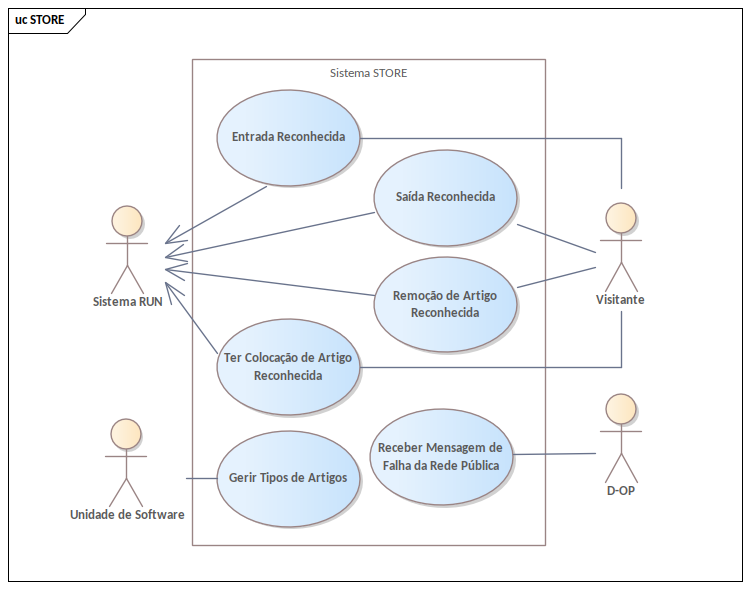 uc STORE
Sistema STORE
Entrada Reconhecida
Saída Reconhecida
Sistema RUN
Visitante
Remoção de Artigo
Reconhecida
Ter Colocação de Artigo
Reconhecida
Receber Mensagem de
Falha da Rede Pública
D-OP
Gerir Tipos de Artigos
Unidade de Software